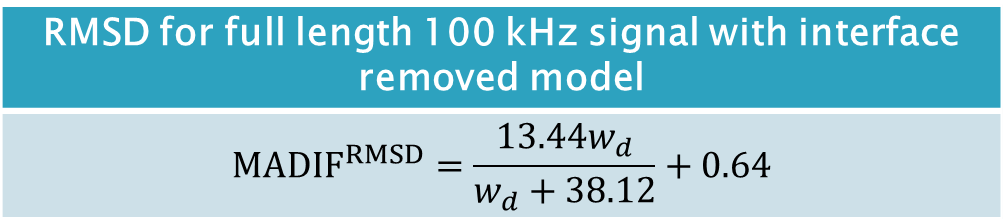 RMSD for full length 100 kHz signal with interface
removed model
MADIF^RMSD = \frac{13.44w_d}{w_d + 38.12} + 0.64